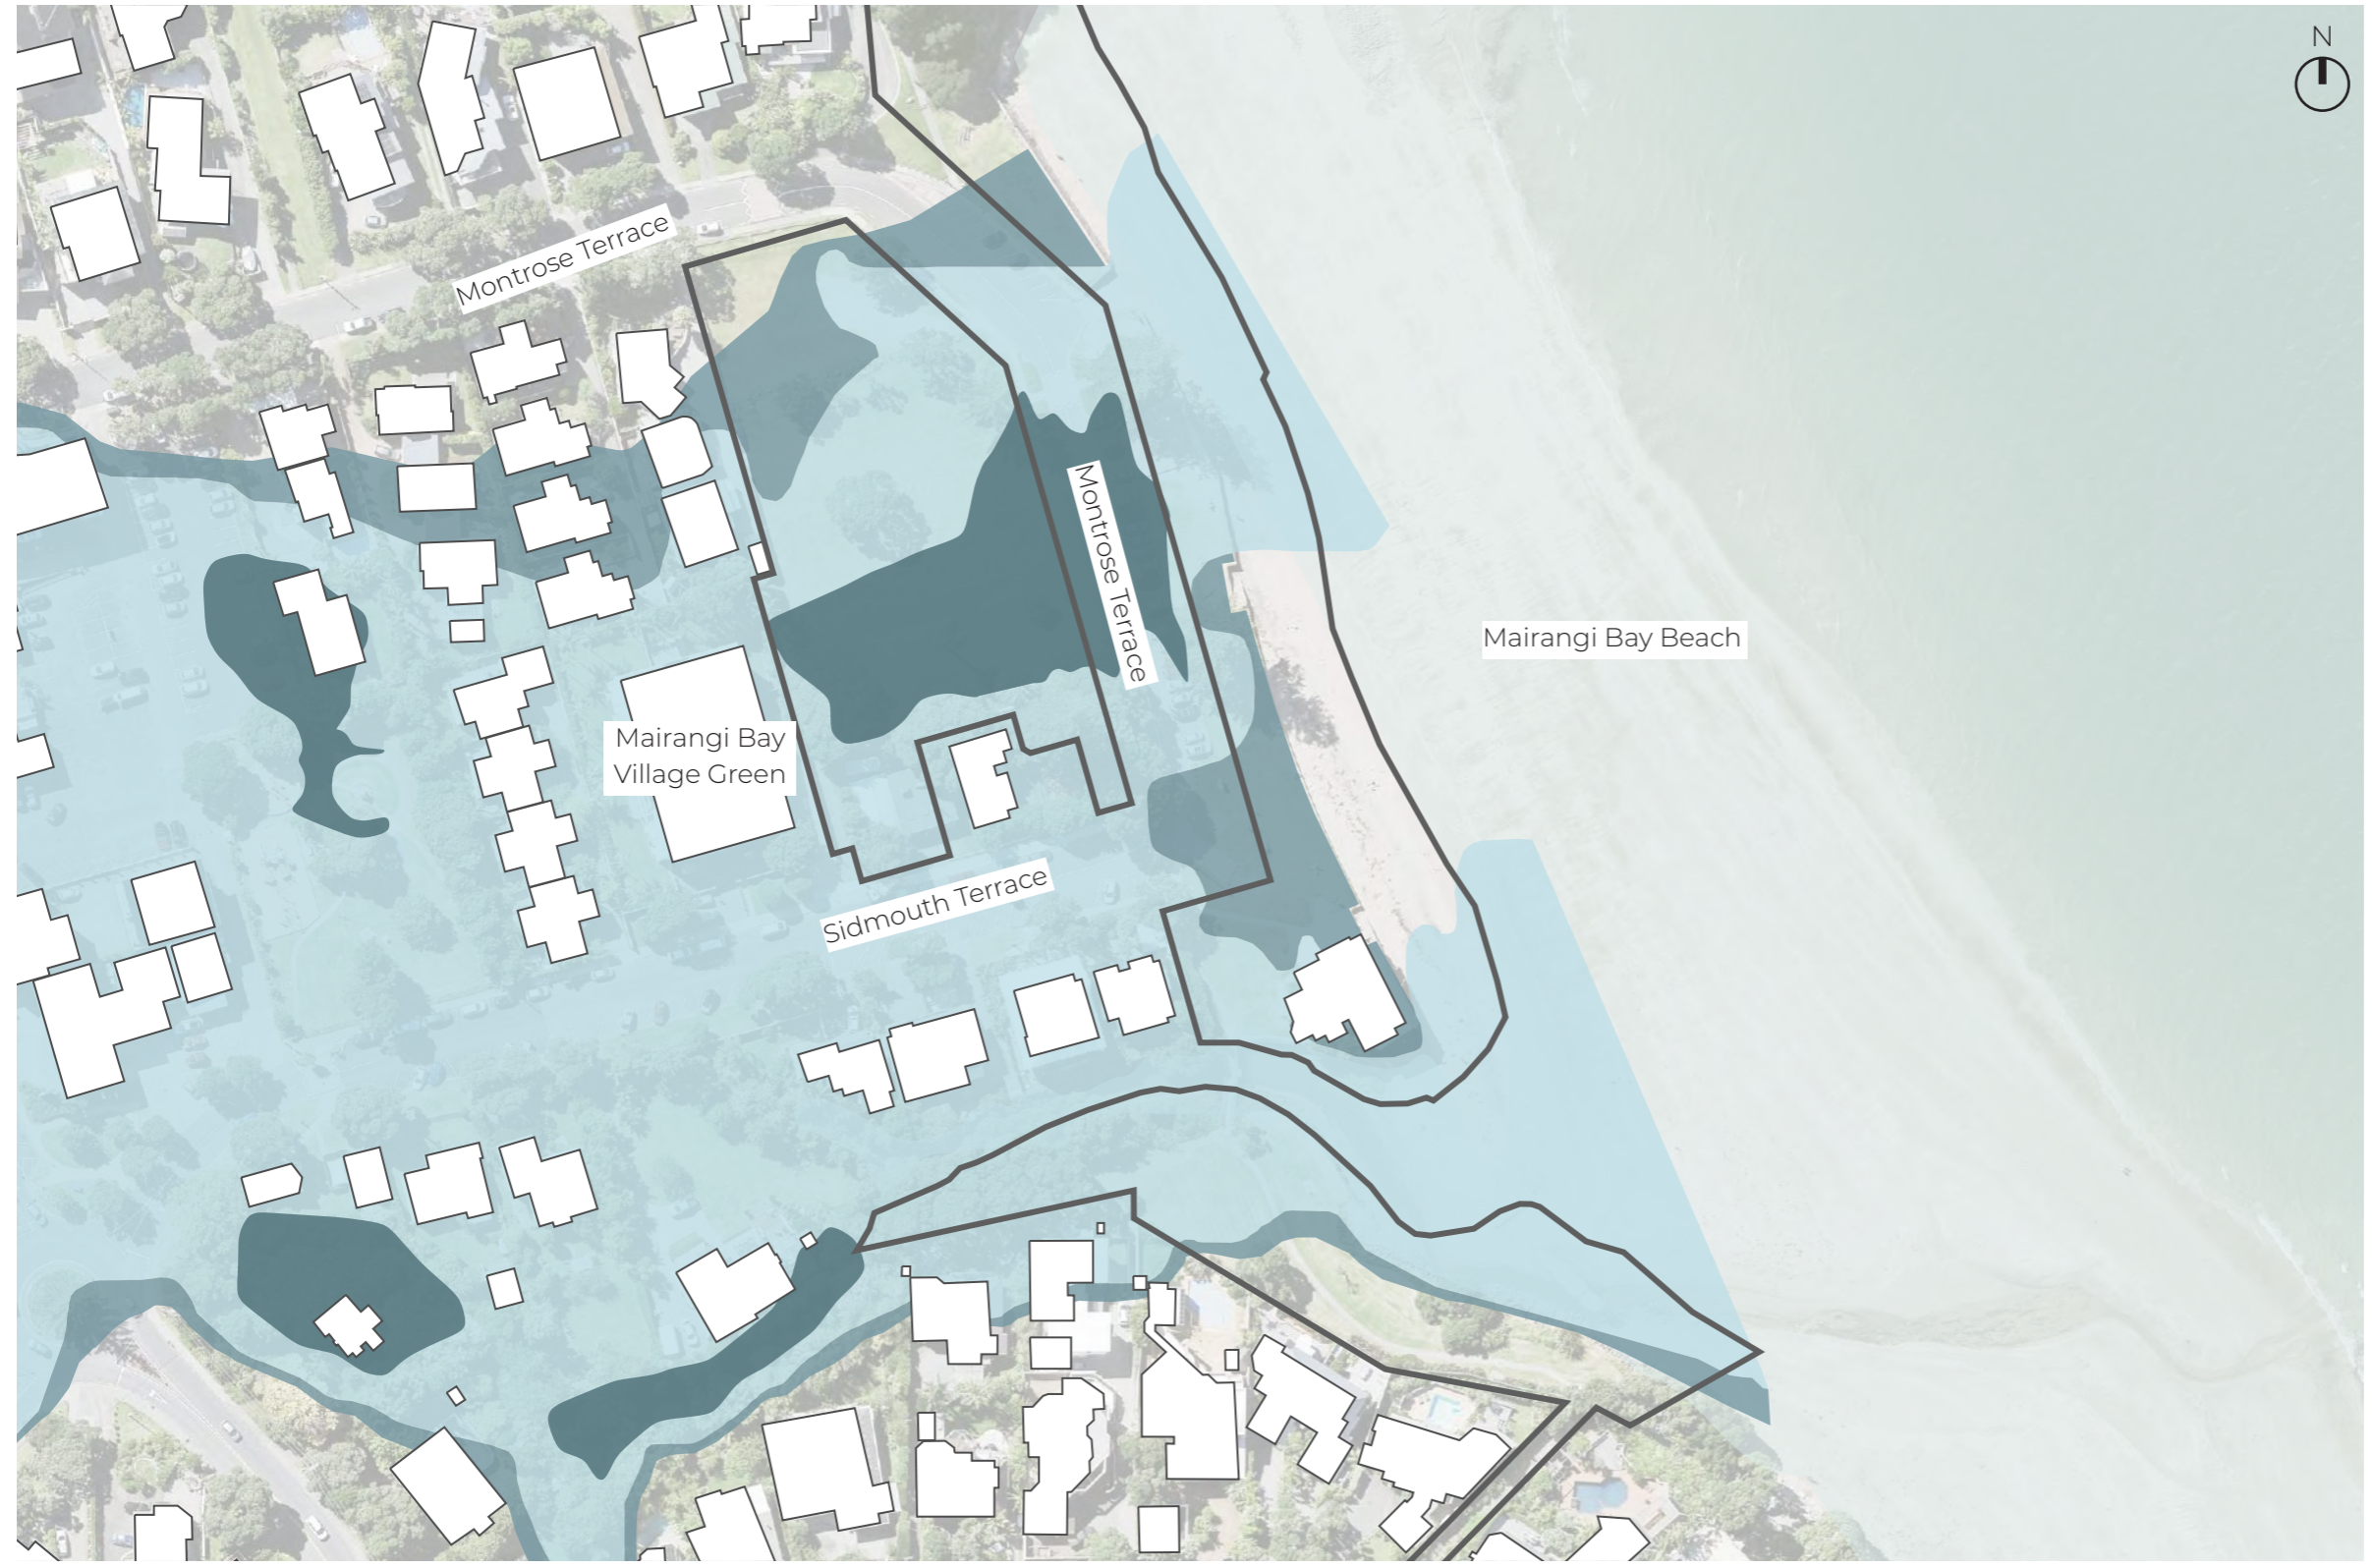 N
Montrose Terrace
Montrose Terrace
Mairangi Bay Beach
Mairangi Bay
Village Green
Sidmouth Terrace